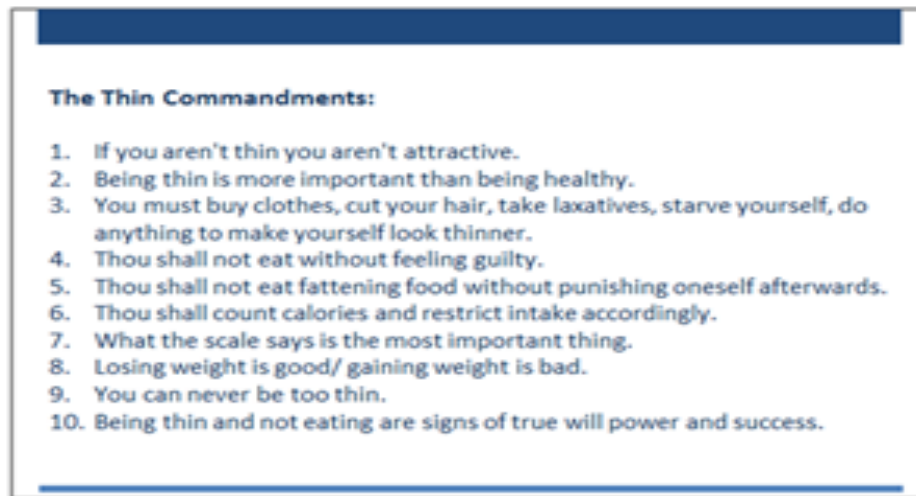 The Thin Commandments:
1. If you aren't thin you aren't attractive.
2. Being thin is more important than being healthy.
3. You must buy clothes, cut your hair, take laxatives, starve yourself, do
anything to make yourself look thinner.
4. Thou shall not eat without feeling guilty.
5. Thou shall not eat fattening food without punishing oneself afterwards.
6. Thou shall count calories and restrict intake accordingly.
7. What the scale says is the most important thing.
8. Losing weight is good/ gaining weight is bad.
9. You can never be too thin.
10. Being thin and not eating are signs of true will power and success.